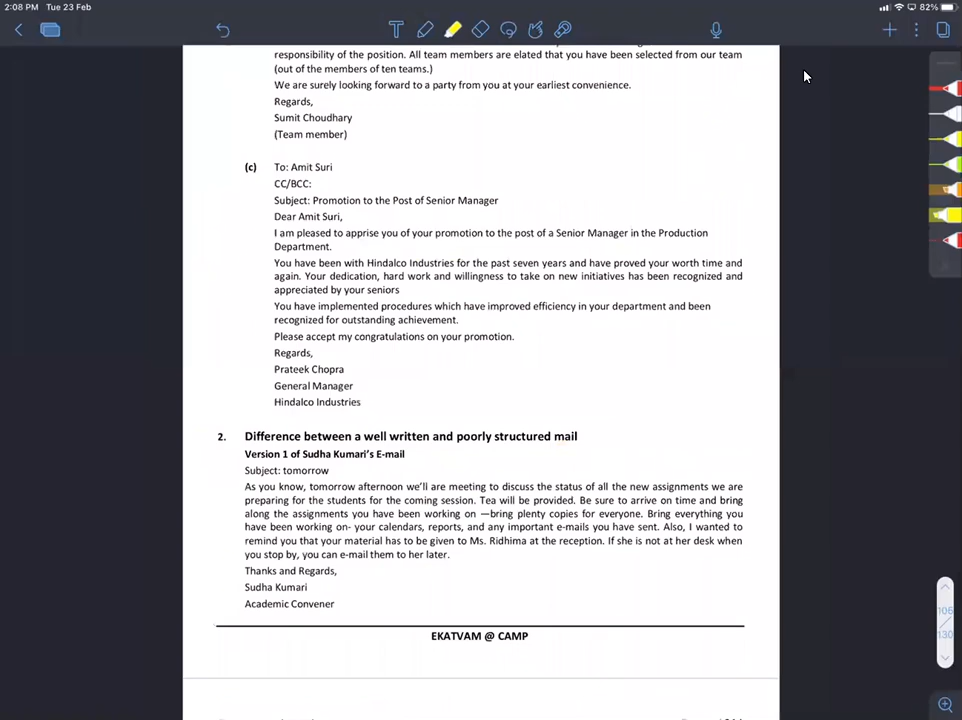 2:08 PM Tue 23 Feb
82%
responsibility of the position. All team members are elated that you have been selected from our team
(out of the members of ten teams.)
We are surely looking forward to a party from you at your earliest convenience.
Regards,
Sumit Choudhary
(Team member)
(c) To: Amit Suri
CC/BCC:
Subject: Promotion to the Post of Senior Manager
Dear Amit Suri,
I am pleased to apprise you of your promotion to the post of a Senior Manager in the Production
Department.
You have been with Hindalco Industries for the past seven years and have proved your worth time and
again. Your dedication, hard work and willingness to take on new initiatives has been recognized and
appreciated by your seniors
You have implemented procedures which have improved efficiency in your department and been
recognized for outstanding achievement.
Please accept my congratulations on your promotion.
Regards,
Prateek Chopra
General Manager
Hindalco Industries
2. Difference between a well written and poorly structured mail
Version 1 of Sudha Kumari's E-mail
Subject: tomorrow
As you know, tomorrow afternoon we'll are meeting to discuss the status of all the new assignments we are
preparing for the students for the coming session. Tea will be provided. Be sure to arrive on time and bring
along the assignments you have been working on —bring plenty copies for everyone. Bring everything you
have been working on- your calendars, reports, and any important e-mails you have sent. Also, I wanted to
remind you that your material has to be given to Ms. Ridhima at the reception. If she is not at her desk when
you stop by, you can e-mail them to her later.
Thanks and Regards,
Sudha Kumari
Academic Convener
EKATVAM @ CAMP
106
130